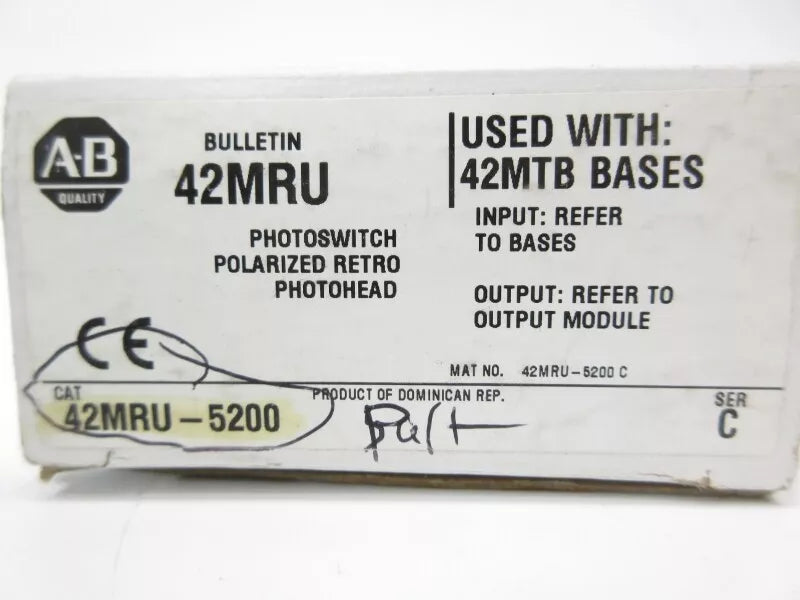 A-B
QUALITY
BULLETIN
42MRU
PHOTOSWITCH
POLARIZED RETRO
PHOTOHEAD
USED WITH:
42MTB BASES
INPUT: REFER
TO BASES
OUTPUT: REFER TO
OUTPUT MODULE
MAT NO. 42MRU-5200 C
CE
CAT
42MRU-5200
PRODUCT OF DOMINICAN REP.
SER
C